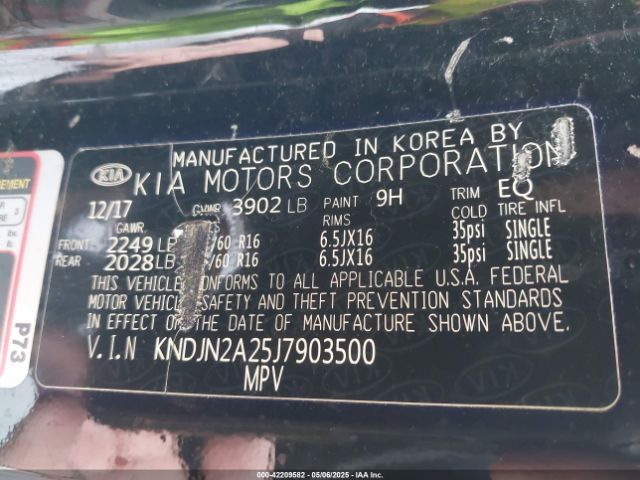 MANUFACTURED IN KOREA BY
KIA KIA MOTORS CORPORATION
12/17 GVWR 3902 LB PAINT 9H TRIM EQ
GAWR. RIMS COLD TIRE INFL
FRONT 2249 LB /60 R16 6.5JX16 35psi SINGLE
REAR 2028 LB /60 R16 6.5JX16 35psi SINGLE
THIS VEHICLE CONFORMS TO ALL APPLICABLE U.S.A. FEDERAL
MOTOR VEHICLE SAFETY AND THEFT PREVENTION STANDARDS
IN EFFECT ON THE DATE OF MANUFACTURE SHOWN ABOVE.
V.I.N KNDJN2A25J7903500
MPV
P73
000-42209582 - 05/06/2025 - IAAI.COM